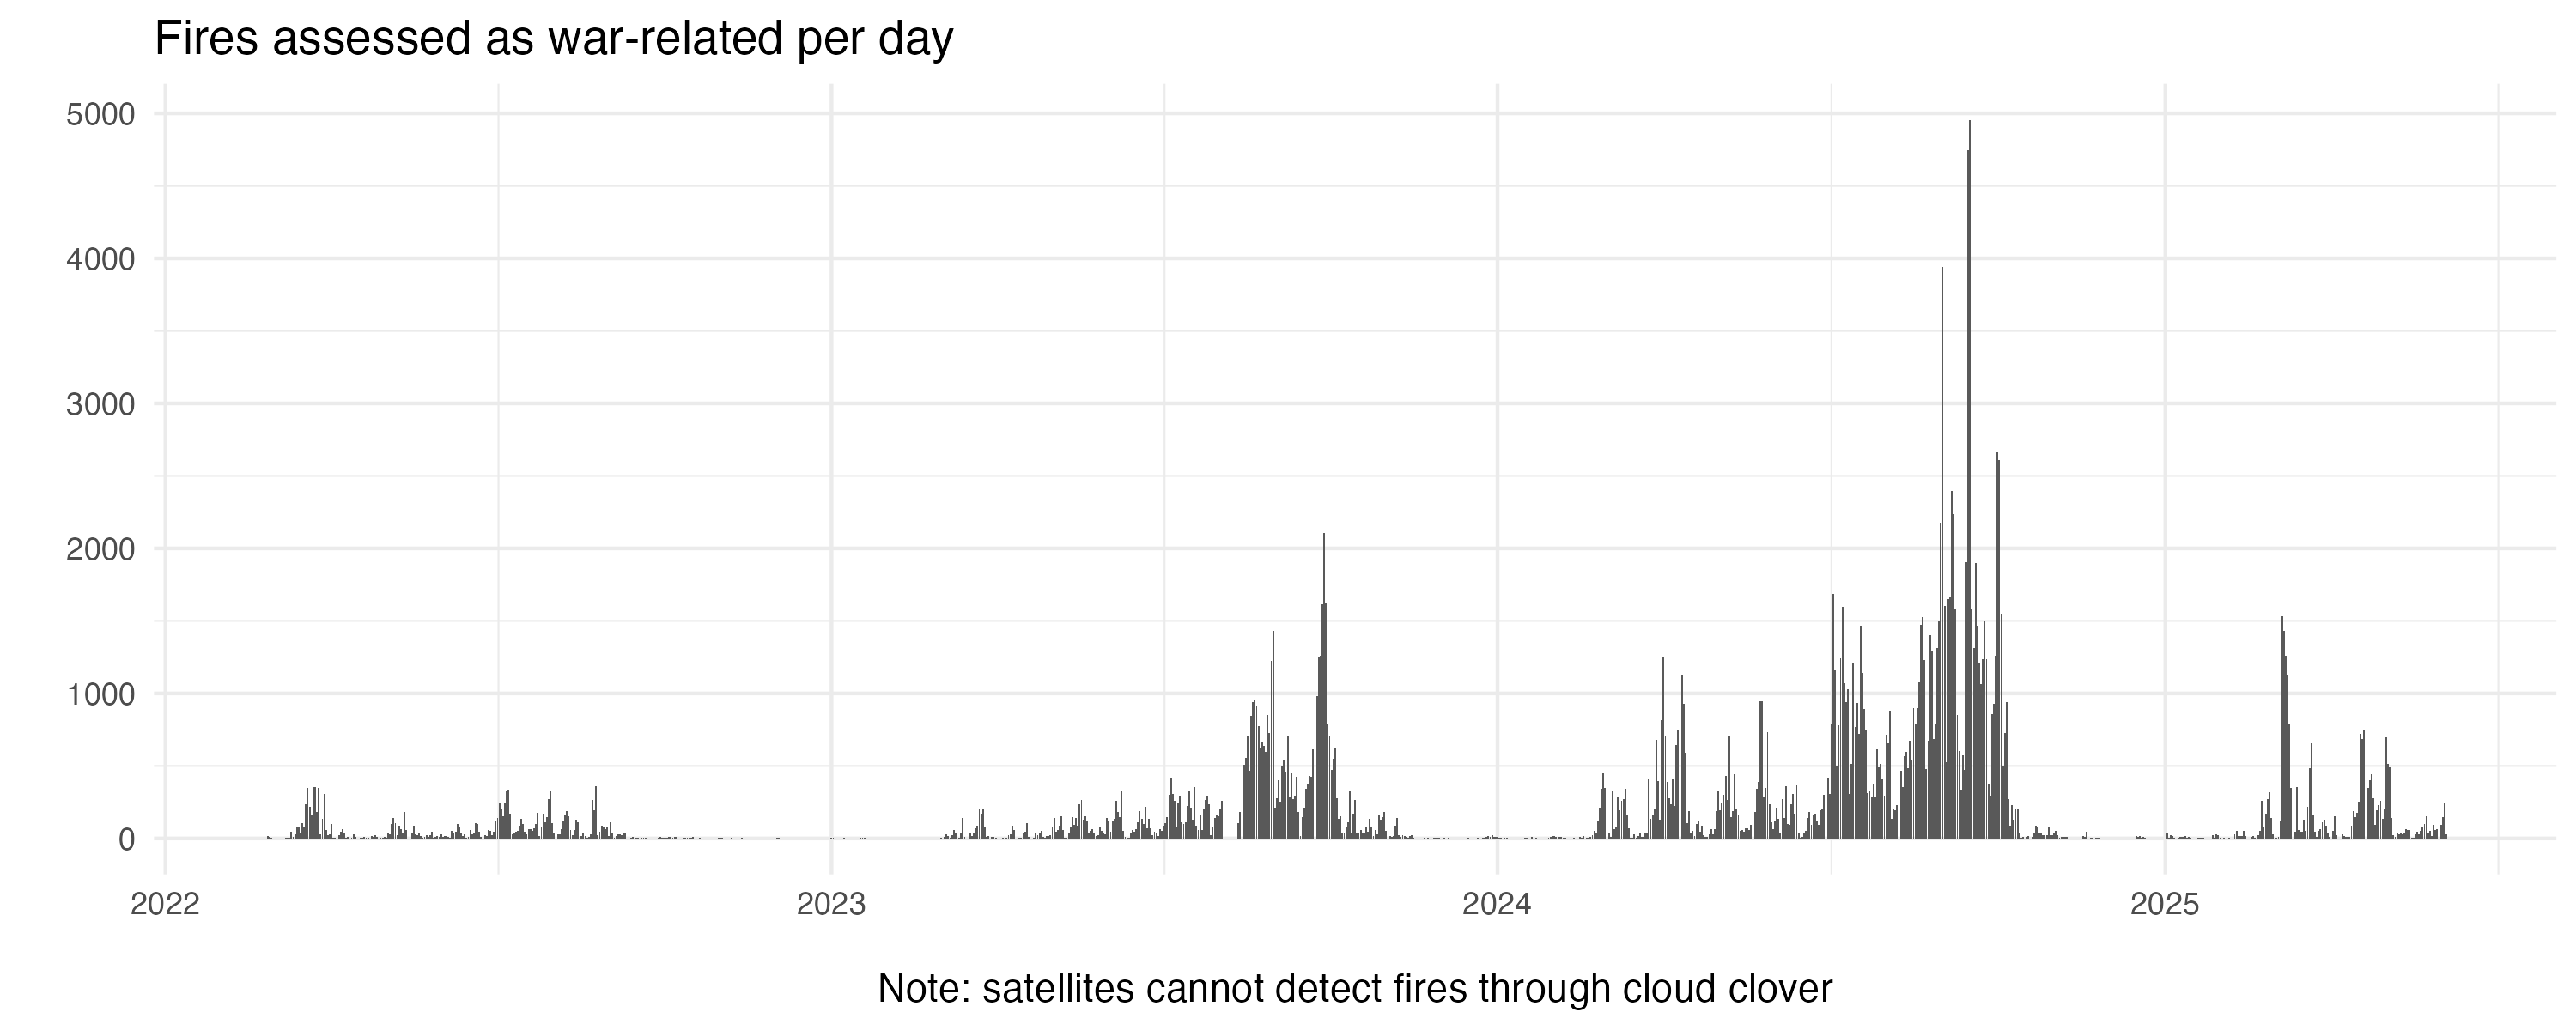 Fires assessed as war-related per day
5000
4000
3000
2000
1000
0
2022 2023 2024 2025
Note: satellites cannot detect fires through cloud clover